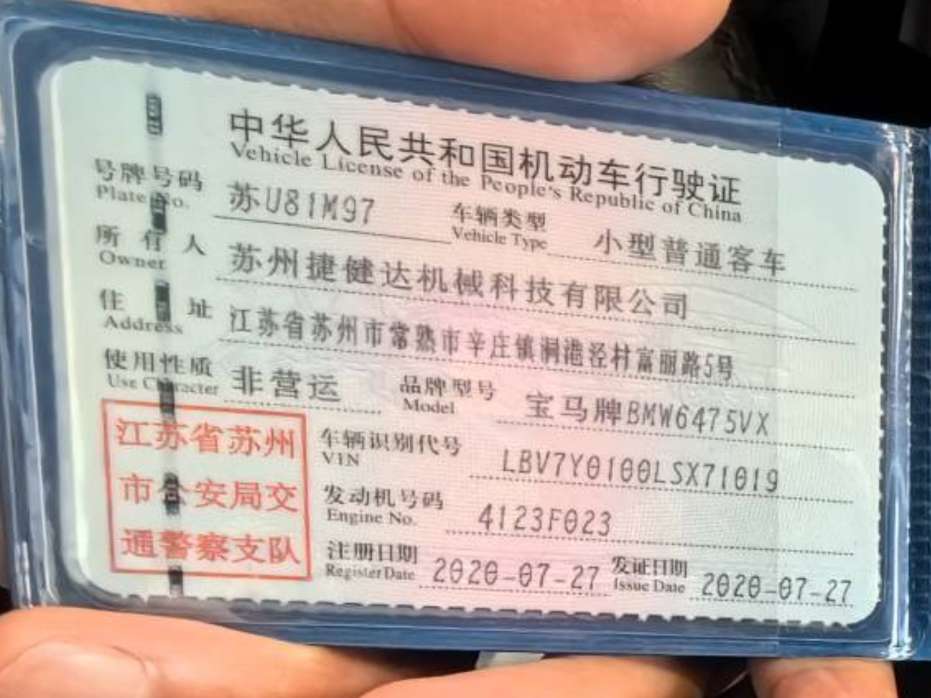 中华人民共和国机动车行驶证
Vehicle License of the People's Republic of China
号牌号码 苏U81M97 车辆类型 小型普通客车
Plate No. Vehicle Type
所有人 苏州捷健达机械科技有限公司
Owner
住址 江苏省苏州市常熟市辛庄镇洞港泾村富丽路5号
Address
使用性质 非营运 品牌型号 宝马牌BMW6475VX
Use Character Model
江苏省苏州
市公安局交
通警察支队
车辆识别代号 LBV7Y0100LSX71019
VIN
发动机号码 4123F023
Engine No.
注册日期 2020-07-27 发证日期 2020-07-27
Register Date Issue Date